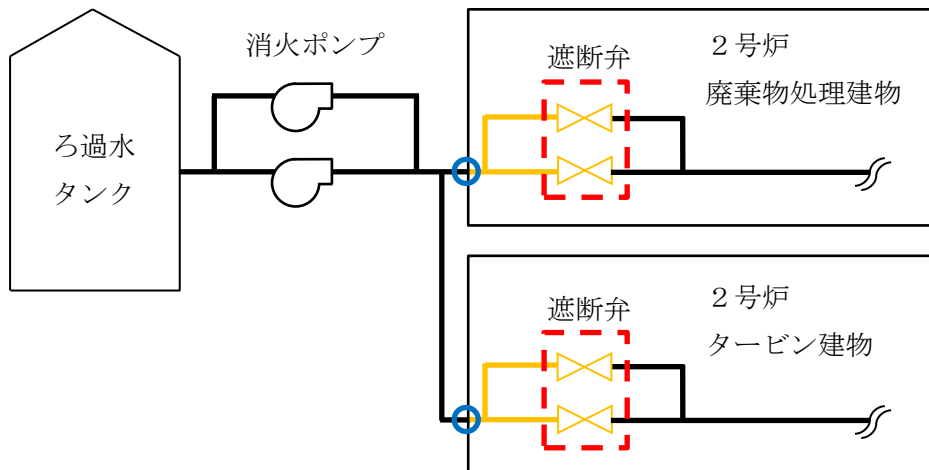 消火ポンプ
ろ過水
タンク
遮断弁
２号炉
廃棄物処理建物
遮断弁
２号炉
タービン建物